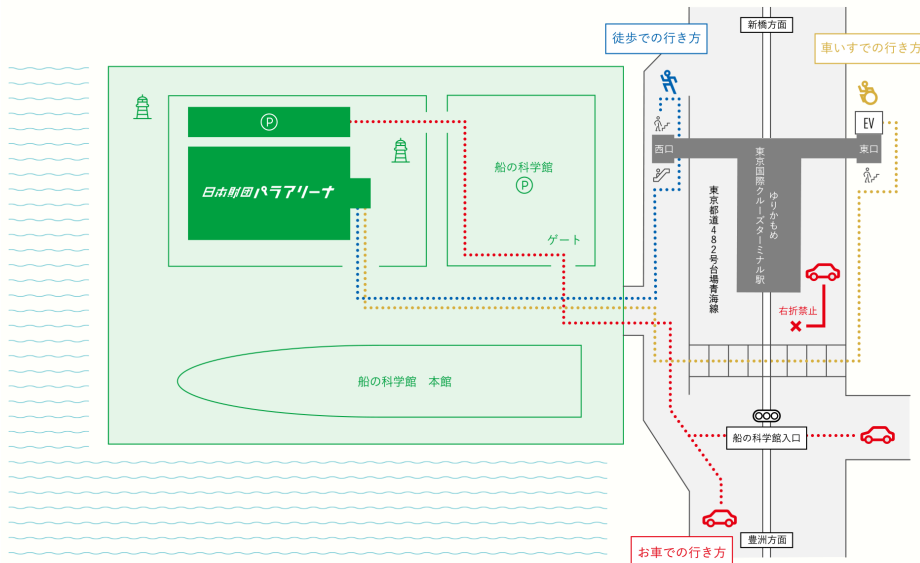 新橋方面
徒歩での行き方
車いすでの行き方
EV
西口
東口
東京国際クルーズターミナル駅
ゆりかもめ
東京都道482号台場青海線
P
日本財団パラアリーナ
船の科学館
P
ゲート
右折禁止
船の科学館 本館
船の科学館入口
豊洲方面
お車での行き方